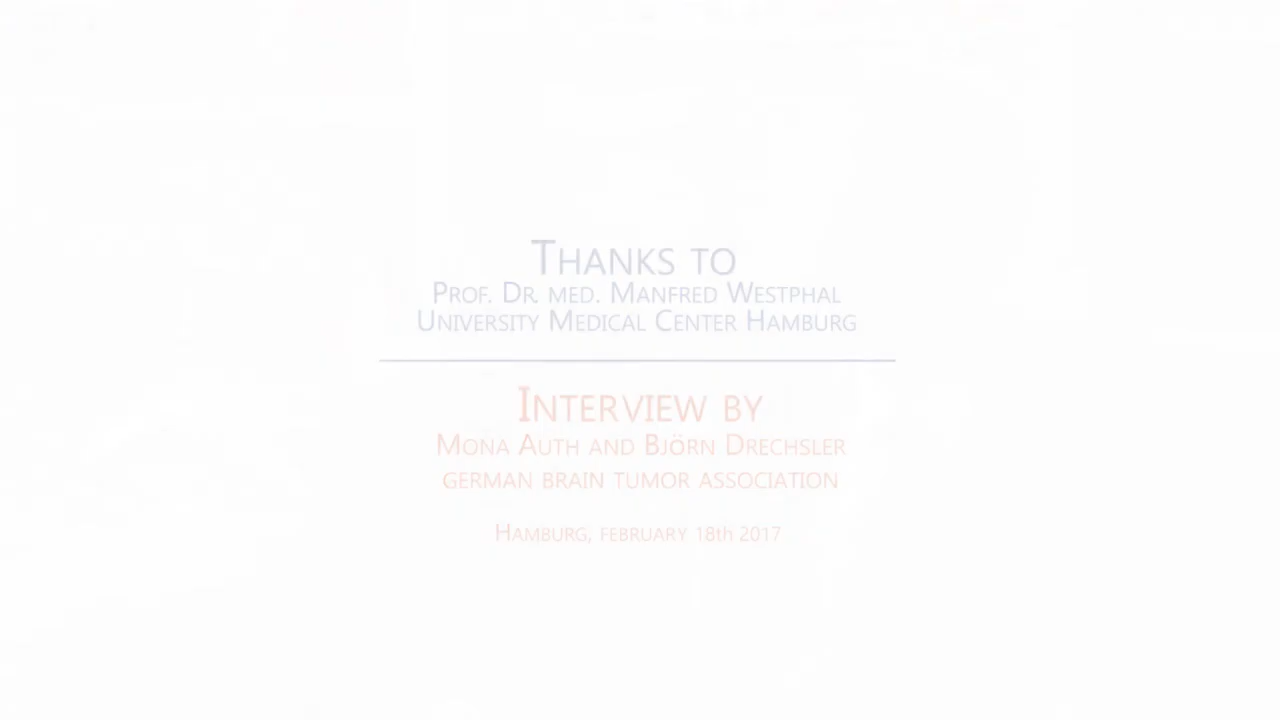 Thanks to
Prof. Dr. med. Manfred Westphal
University Medical Center Hamburg
Interview by
Mona Auth and Björn Drechsler
german brain tumor association
Hamburg, february 18th 2017